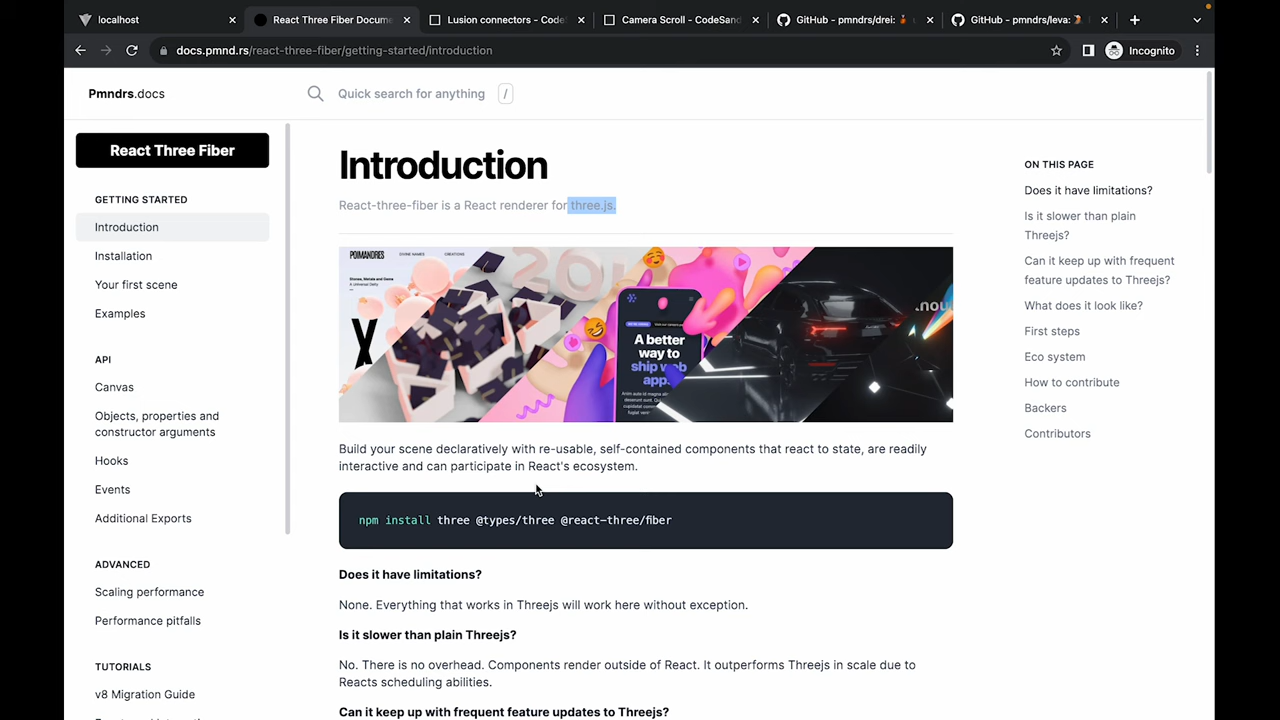 localhost
React Three Fiber Docume
Lusion connectors - CodeS
Camera Scroll - CodeSand
GitHub - pmndrs/drei:
GitHub - pmndrs/leva:
docs.pmnd.rs/react-three-fiber/getting-started/introduction
Incognito
Pmndrs.docs
Quick search for anything
/
React Three Fiber
GETTING STARTED
Introduction
Installation
Your first scene
Examples
API
Canvas
Objects, properties and
constructor arguments
Hooks
Events
Additional Exports
ADVANCED
Scaling performance
Performance pitfalls
TUTORIALS
v8 Migration Guide
Introduction
React-three-fiber is a React renderer for three.js.
POIMANDRES
DIVINE NAMES
CREATIONS
X
A better
way to
ship web
app.
.nou
Build your scene declaratively with re-usable, self-contained components that react to state, are readily
interactive and can participate in React's ecosystem.
npm install three @types/three @react-three/fiber
Does it have limitations?
None. Everything that works in Threejs will work here without exception.
Is it slower than plain Threejs?
No. There is no overhead. Components render outside of React. It outperforms Threejs in scale due to
Reacts scheduling abilities.
Can it keep up with frequent feature updates to Threejs?
ON THIS PAGE
Does it have limitations?
Is it slower than plain
Threejs?
Can it keep up with frequent
feature updates to Threejs?
What does it look like?
First steps
Eco system
How to contribute
Backers
Contributors